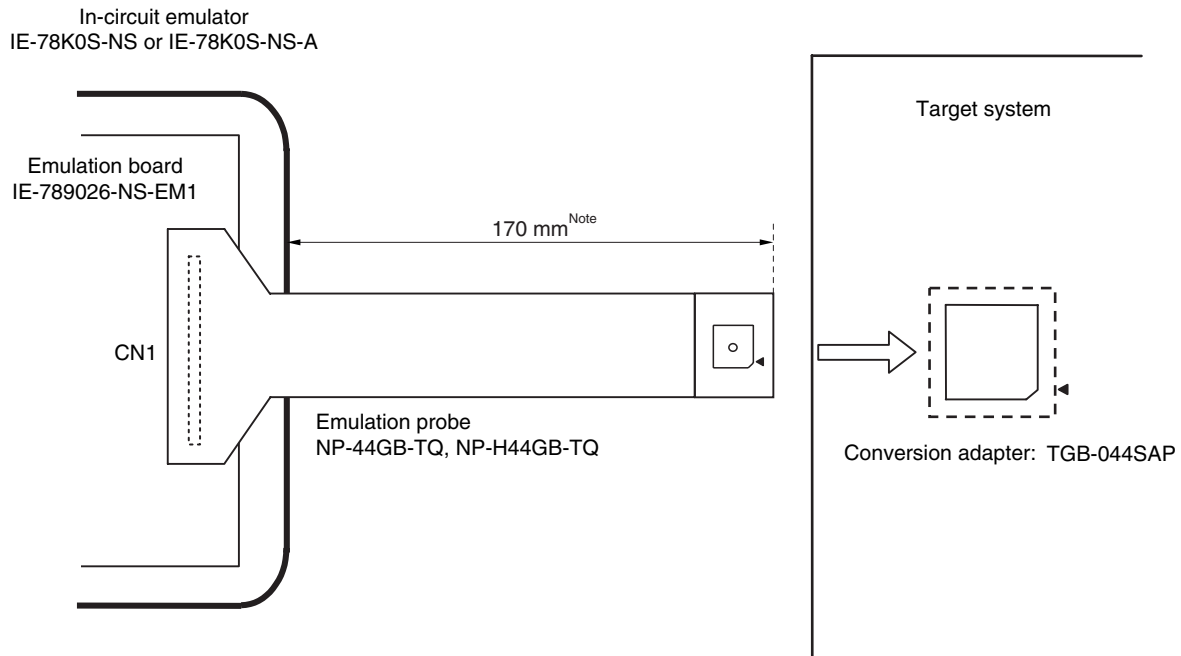 In-circuit emulator
IE-78K0S-NS or IE-78K0S-NS-A
Target system
Emulation board
IE-789026-NS-EM1
170 mmNote
CN1
Emulation probe
NP-44GB-TQ, NP-H44GB-TQ
Conversion adapter: TGB-044SAP